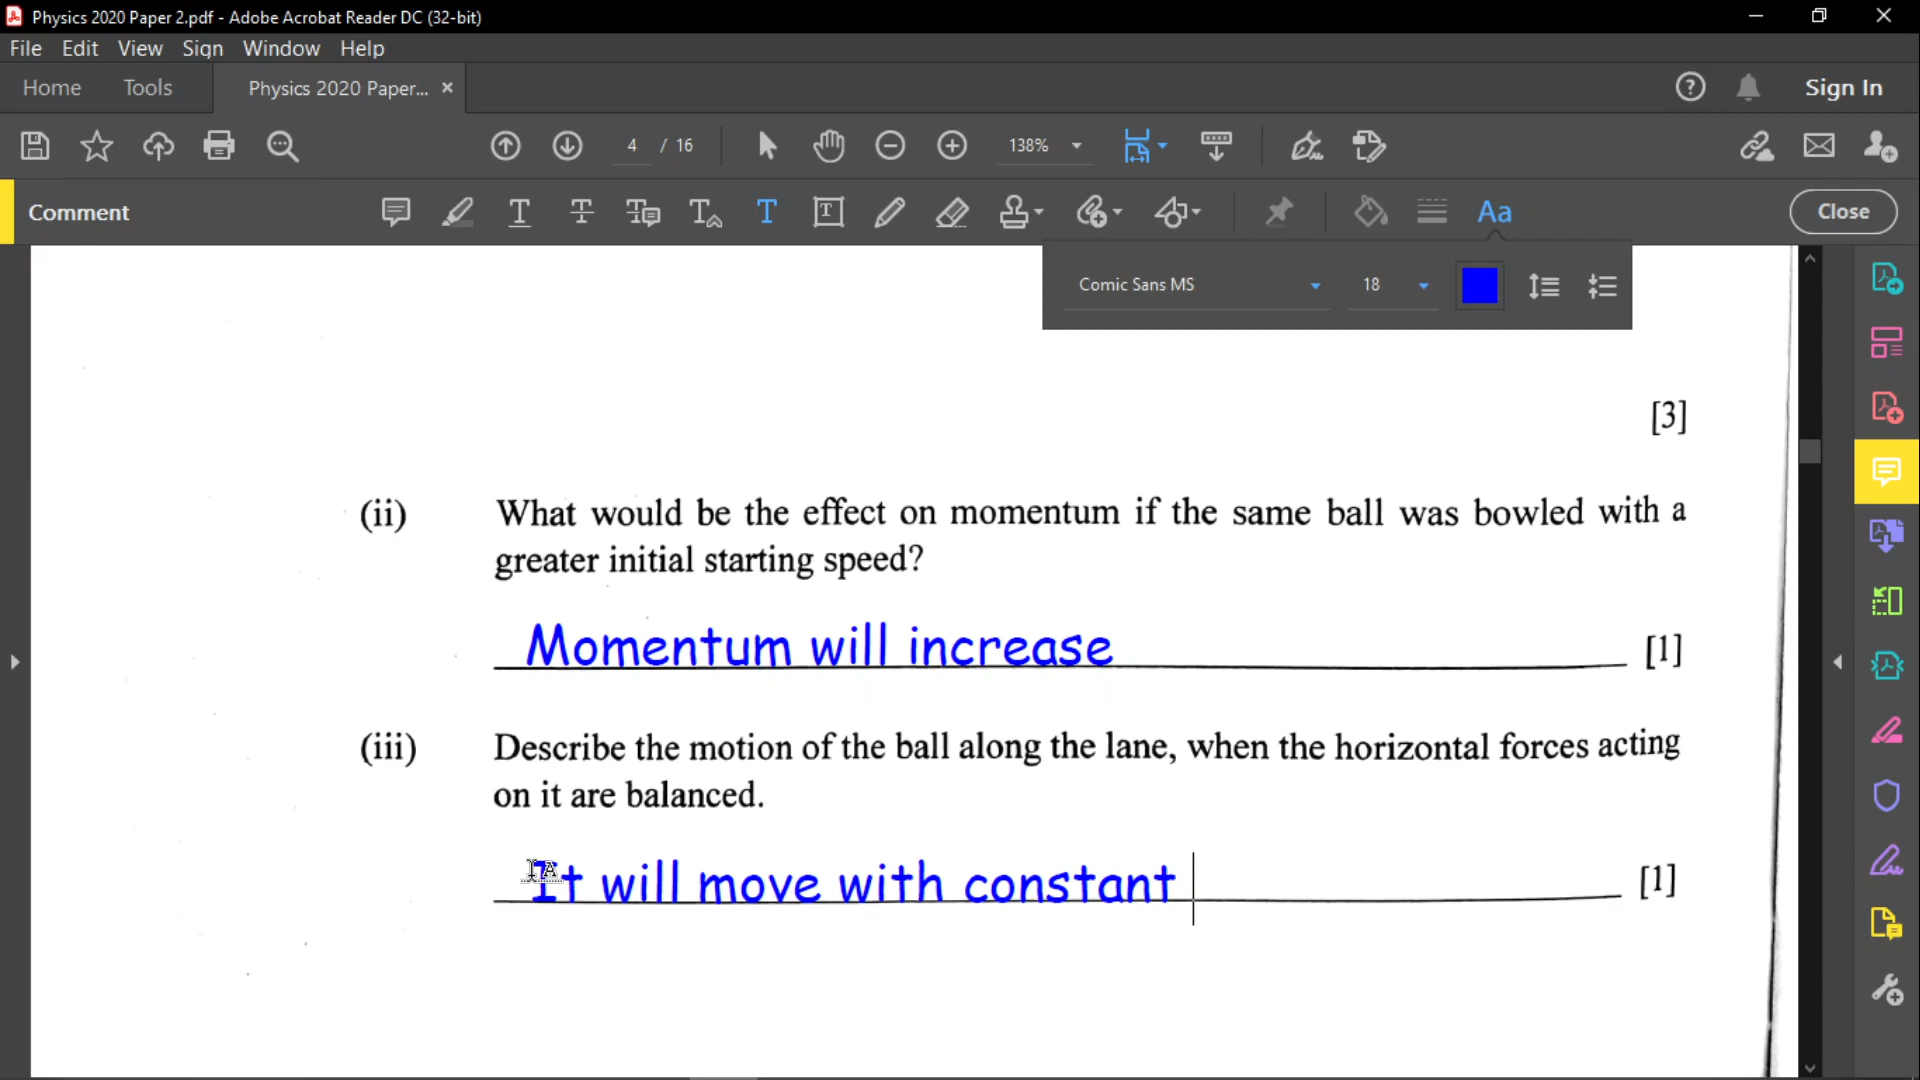 Physics 2020 Paper 2.pdf - Adobe Acrobat Reader DC (32-bit)
File Edit View Sign Window Help
Home Tools Physics 2020 Paper... × Sign In
4 / 16 138%
Comment Aa Close
Comic Sans MS 18
[3]
(ii) What would be the effect on momentum if the same ball was bowled with a
greater initial starting speed?
Momentum will increase [1]
(iii) Describe the motion of the ball along the lane, when the horizontal forces acting
on it are balanced.
It will move with constant [1]